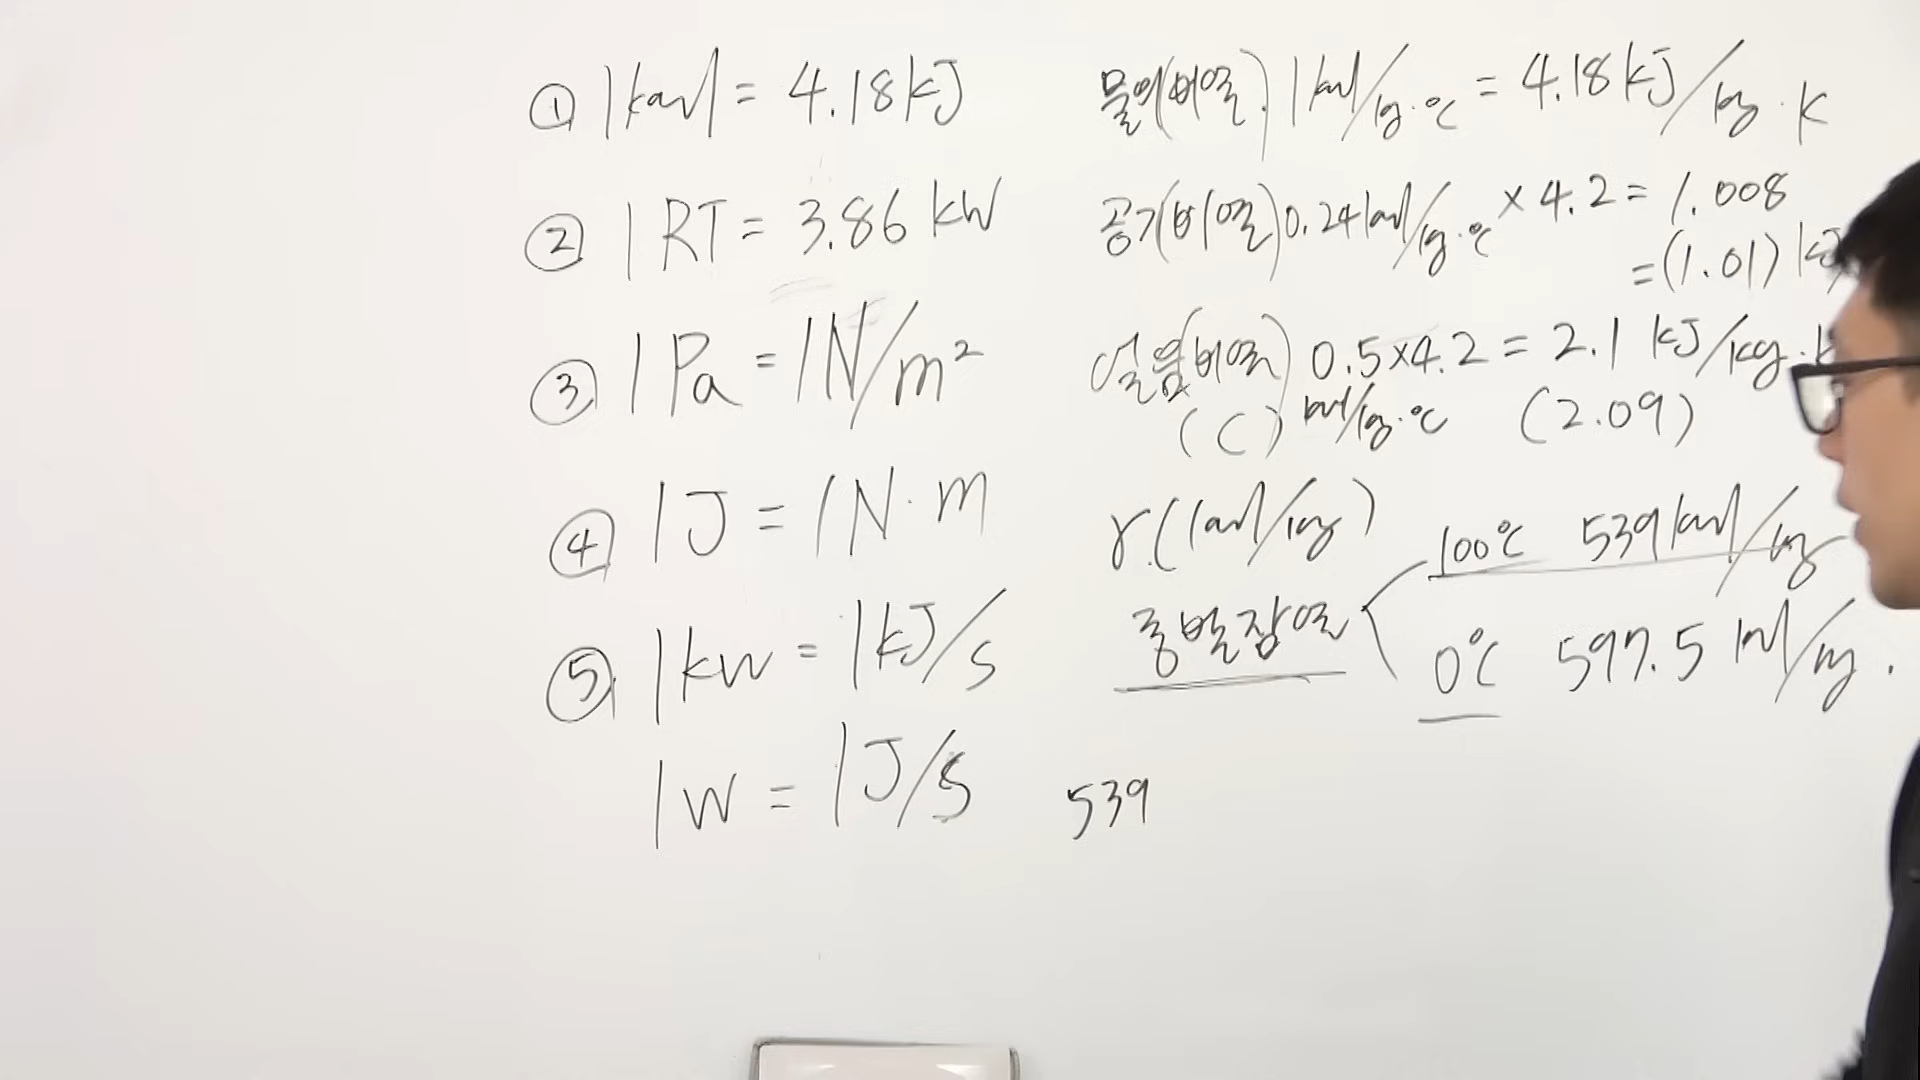 ① 1kcal = 4.18kJ
② 1RT = 3.86 kW
③ 1Pa = 1N/m²
④ 1J = 1N·m
⑤ 1kW = 1kJ/s
1W = 1J/s
물의(비열) 1kcal/kg·℃ = 4.18kJ/kg·K
공기(비열) 0.24kcal/kg·℃ × 4.2 = 1.008
= (1.01) kJ
얼음(비열) 0.5×4.2 = 2.1 kJ/kg·k
(C) kcal/kg·℃ (2.09)
γ.(kcal/kg)
증발잠열
100℃ 539kcal/kg
0℃ 597.5 kcal/kg.
539